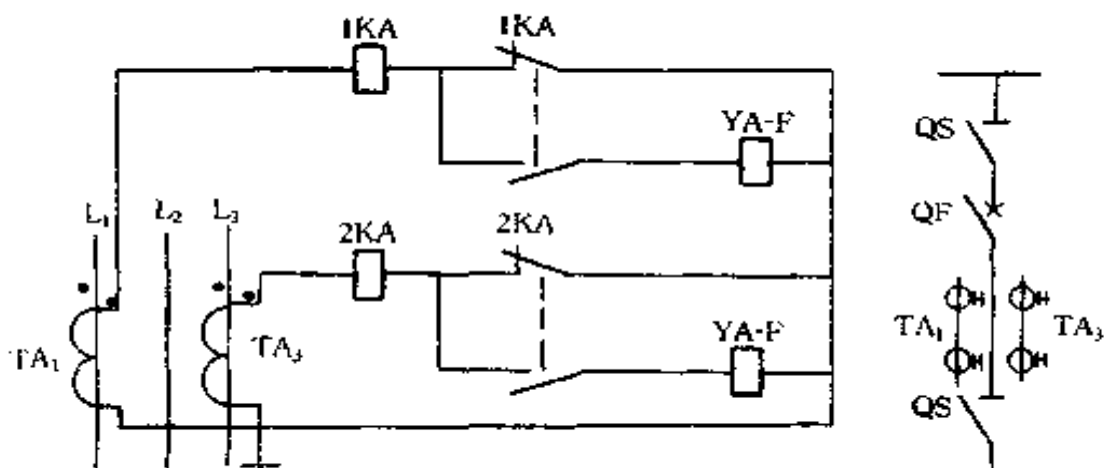 1KA 1KA
YA-F
QS
QF
L₁ L₂ L₃
2KA 2KA
TA₁ TA₃
YA-F
TA₁ TA₃
QS